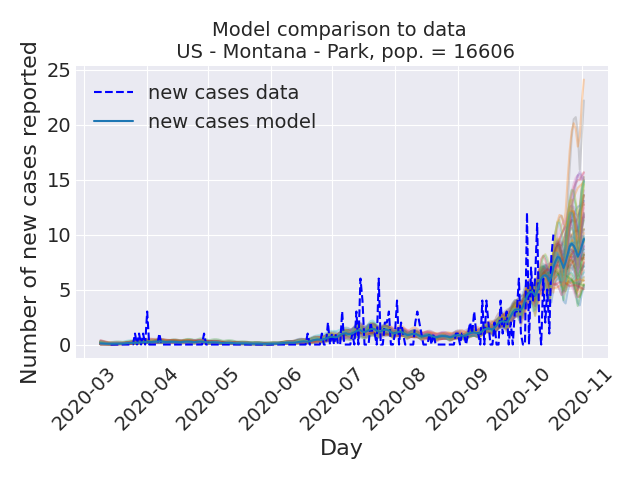 Model comparison to data
US - Montana - Park, pop. = 16606
Number of new cases reported
25
20
15
10
5
0
new cases data
new cases model
2020-03
2020-04
2020-05
2020-06
2020-07
2020-08
2020-09
2020-10
2020-11
Day